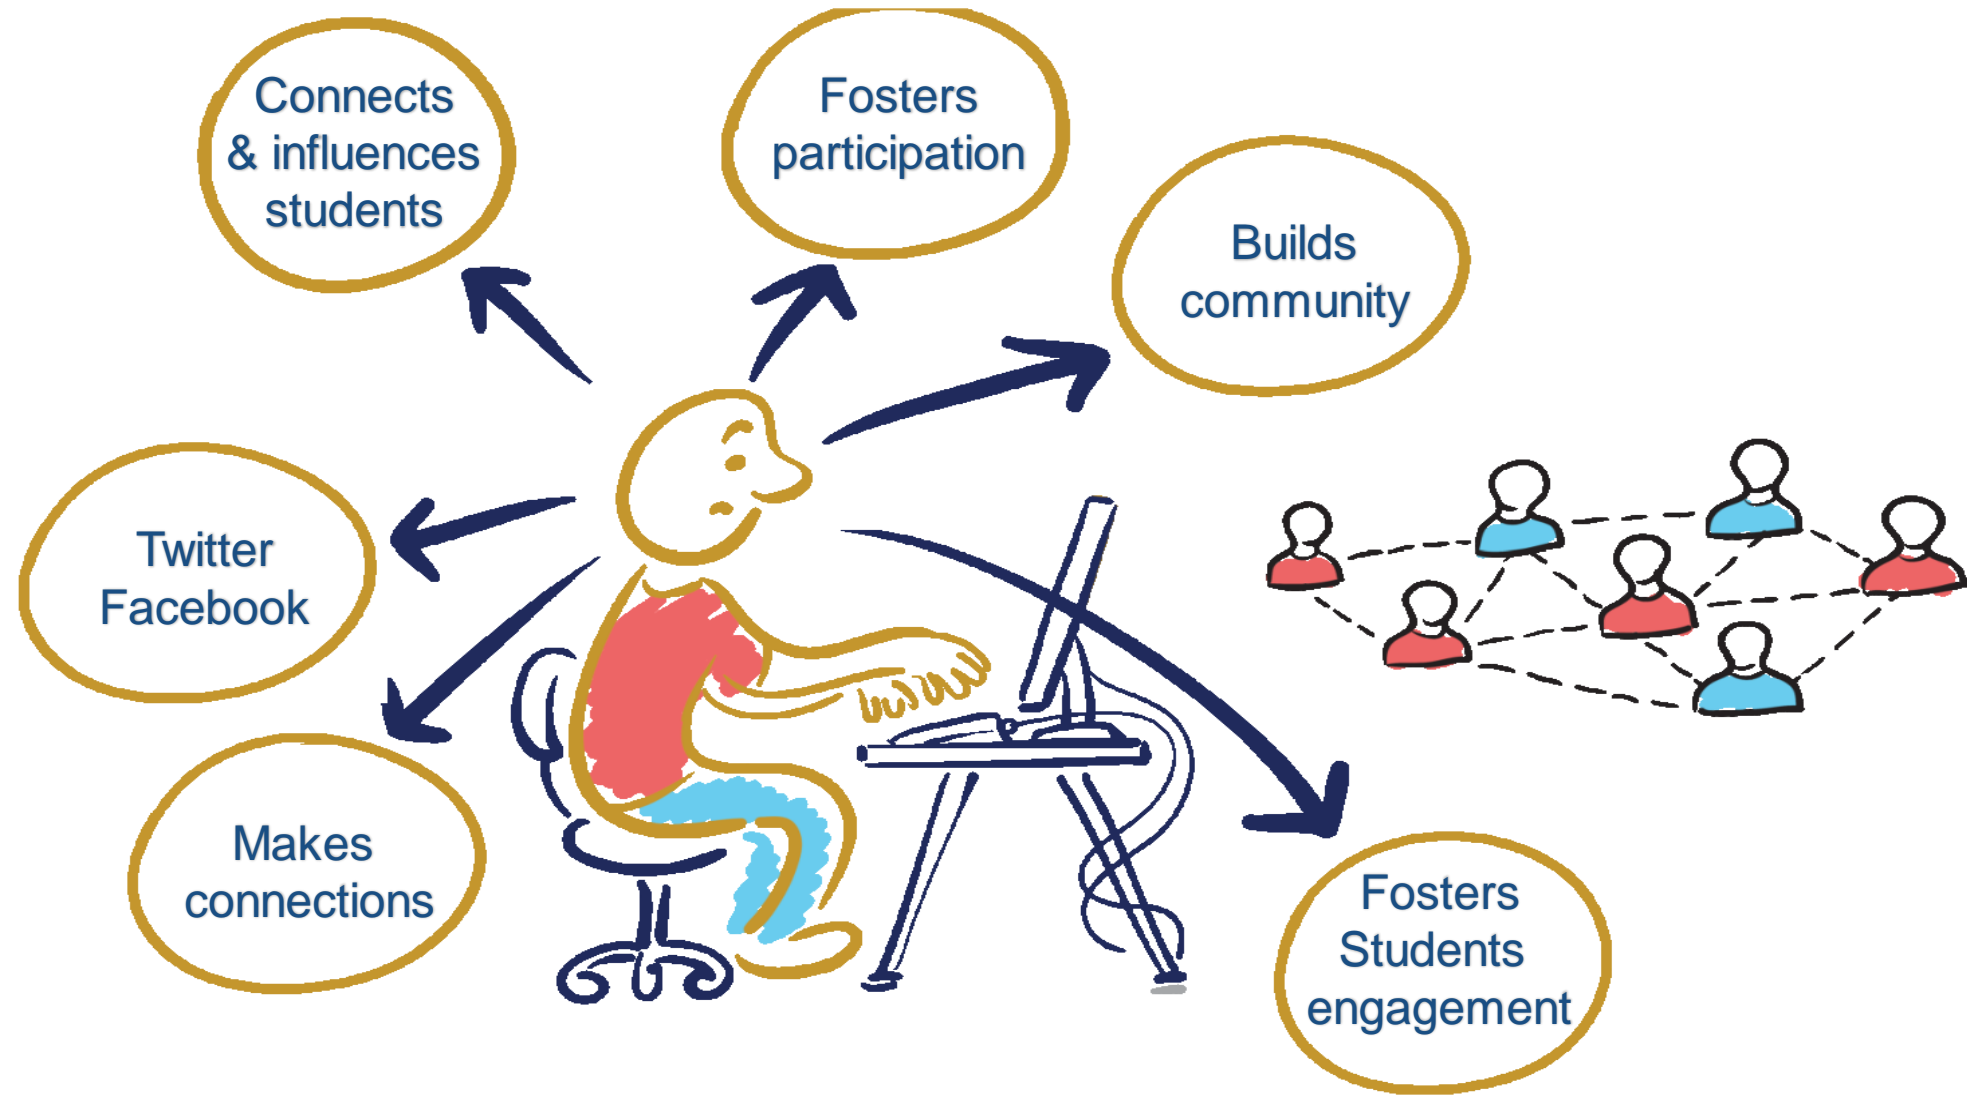 Connects
& influences
students
Fosters
participation
Builds
community
Twitter
Facebook
Makes
connections
Fosters
Students
engagement